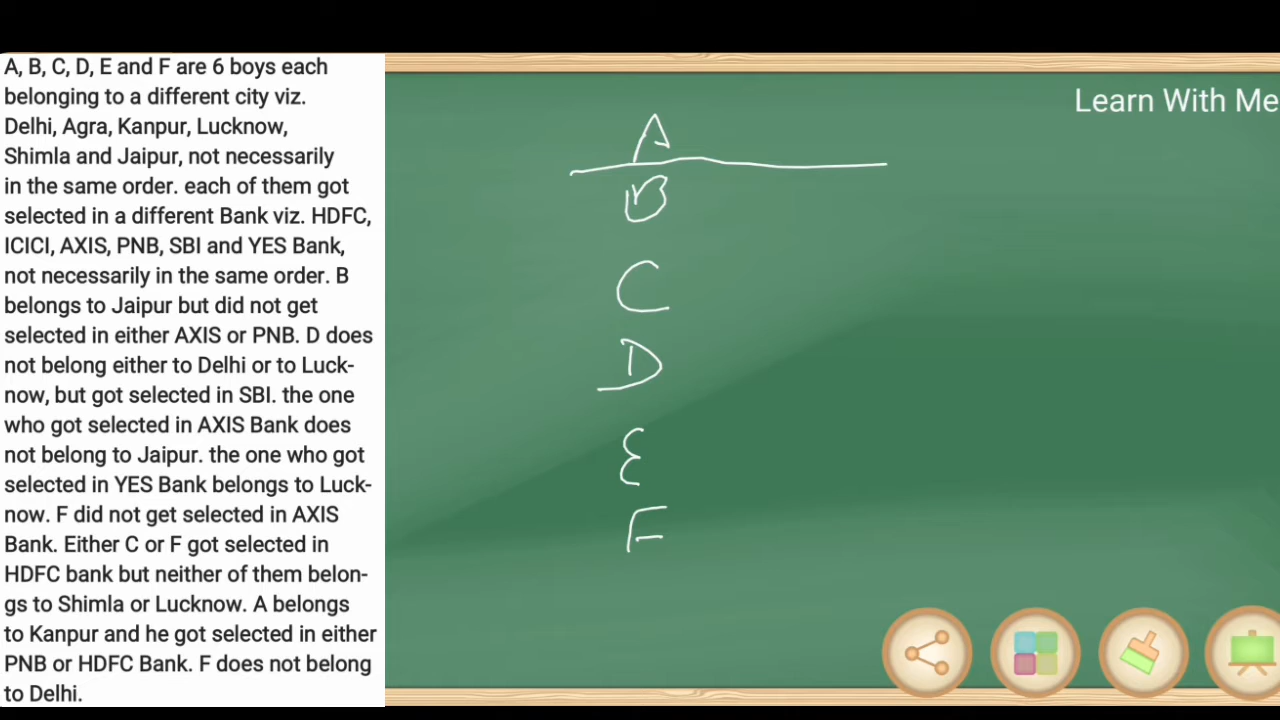 A, B, C, D, E and F are 6 boys each
belonging to a different city viz.
Delhi, Agra, Kanpur, Lucknow,
Shimla and Jaipur, not necessarily
in the same order. each of them got
selected in a different Bank viz. HDFC,
ICICI, AXIS, PNB, SBI and YES Bank,
not necessarily in the same order. B
belongs to Jaipur but did not get
selected in either AXIS or PNB. D does
not belong either to Delhi or to Luck-
now, but got selected in SBI. the one
who got selected in AXIS Bank does
not belong to Jaipur. the one who got
selected in YES Bank belongs to Luck-
now. F did not get selected in AXIS
Bank. Either C or F got selected in
HDFC bank but neither of them belon-
gs to Shimla or Lucknow. A belongs
to Kanpur and he got selected in either
PNB or HDFC Bank. F does not belong
to Delhi.
Learn With Me
A
B
C
D
E
F